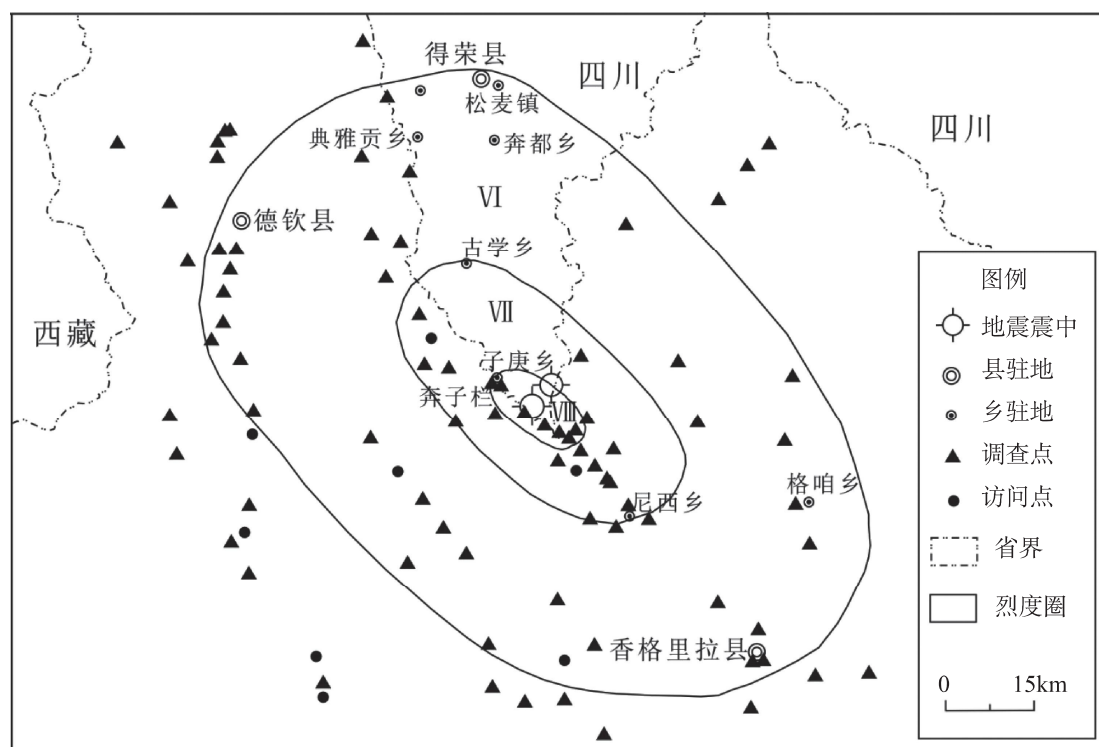 得荣县
四川
松麦镇
四川
典雅贡乡
奔都乡
Ⅵ
德钦县
古学乡
Ⅶ
西藏
子庚乡
奔子栏
Ⅷ
格咱乡
尼西乡
香格里拉县
图例
地震震中
县驻地
乡驻地
调查点
访问点
省界
烈度圈
0 15km